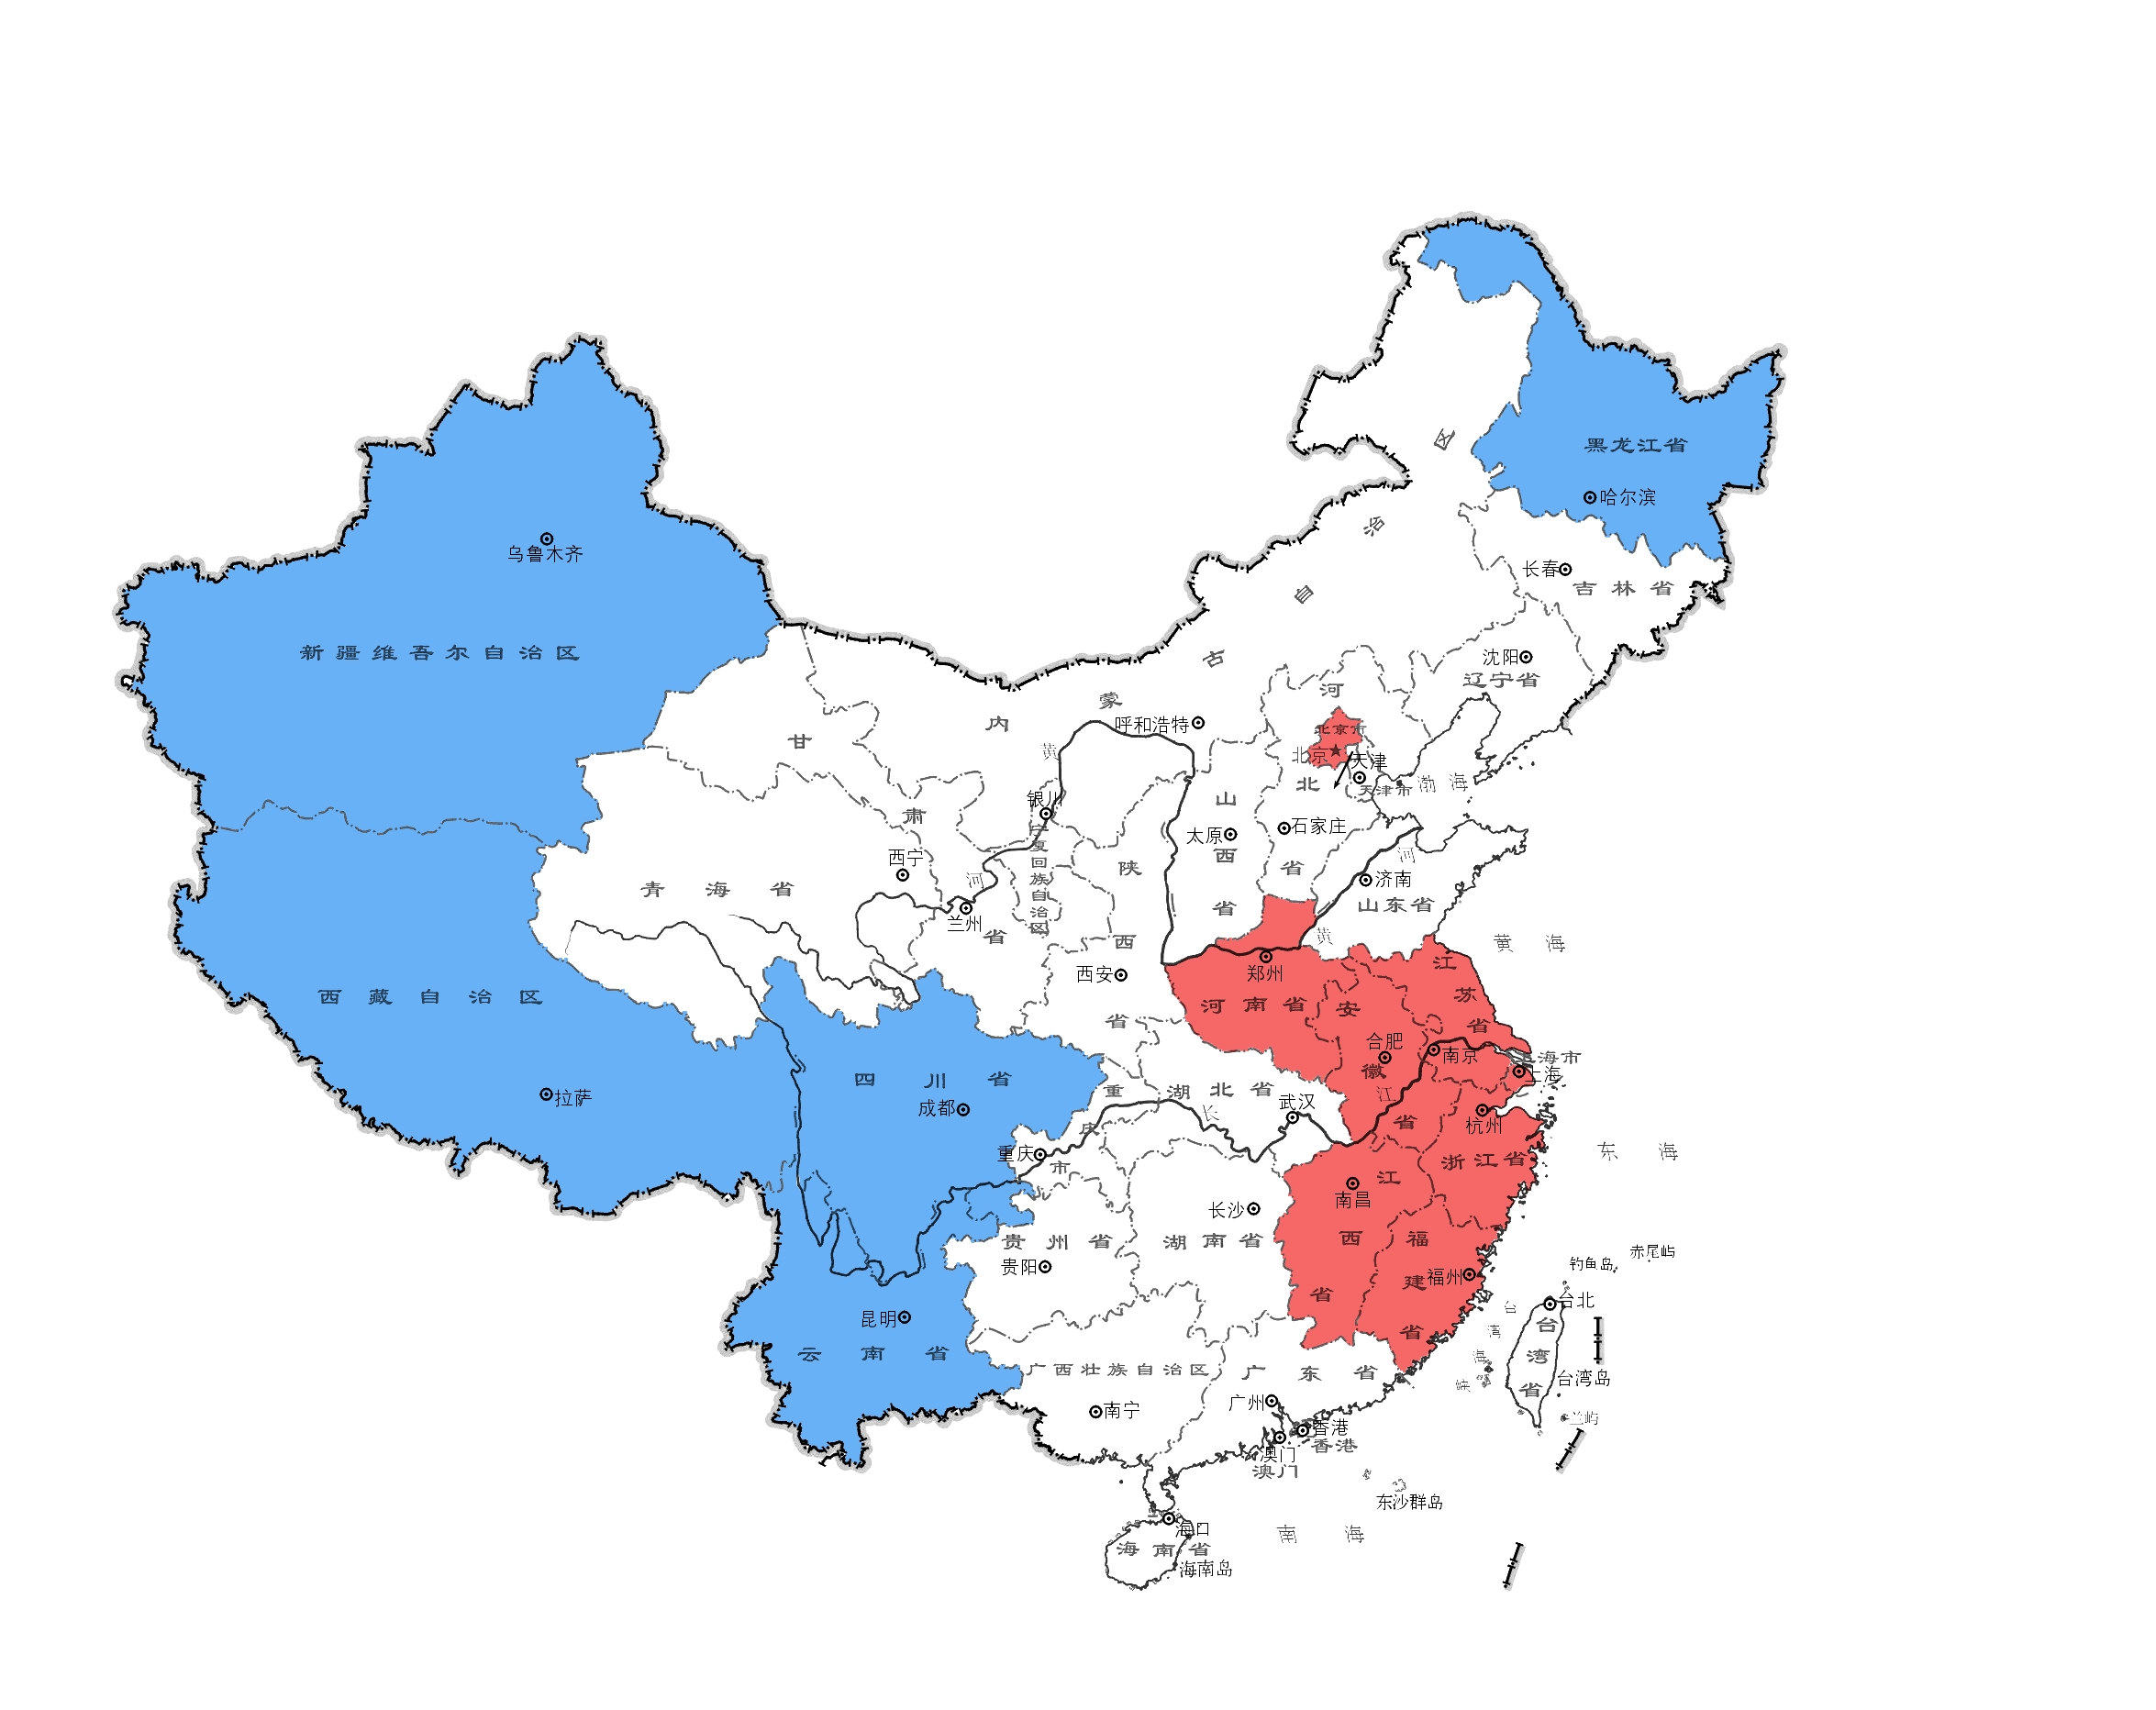 黑龙江省
哈尔滨
乌鲁木齐
新疆维吾尔自治区
长春
吉林省
沈阳
辽宁省
内蒙古自治区
呼和浩特
北京市
北京
天津
天津市
河北省
石家庄
渤海
山西省
太原
甘肃省
兰州
银川
宁夏回族自治区
黄河
黄河
西宁
青海省
陕西省
西安
济南
山东省
黄海
郑州
河南省
安徽省
合肥
江苏省
南京
上海市
上海
西藏自治区
拉萨
四川省
成都
重庆市
重庆
湖北省
武汉
长江
杭州
浙江省
东海
南昌
江西省
长沙
湖南省
贵州省
贵阳
福建省
福州
钓鱼岛
赤尾屿
昆明
云南省
广西壮族自治区
南宁
广东省
广州
香港
香港
澳门
澳门
台湾海峡
台北
台湾省
台湾岛
兰屿
东沙群岛
南海
海口
海南省
海南岛